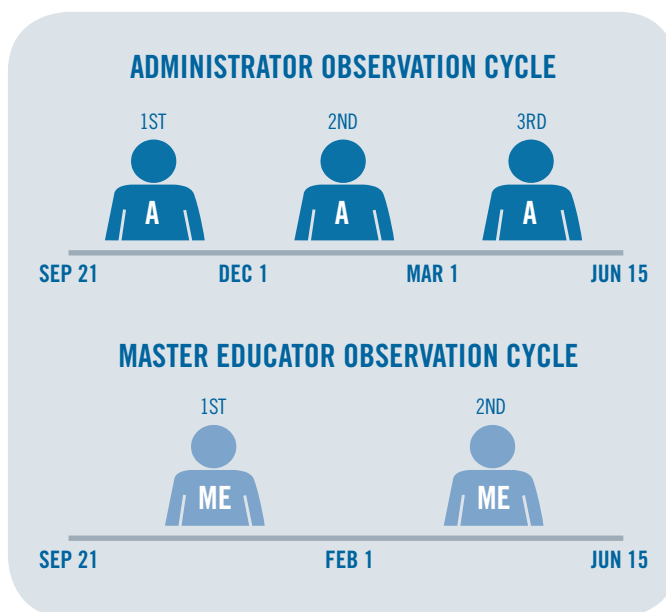 ADMINISTRATOR OBSERVATION CYCLE
1ST 2ND 3RD
A A A
SEP 21 DEC 1 MAR 1 JUN 15
MASTER EDUCATOR OBSERVATION CYCLE
1ST 2ND
ME ME
SEP 21 FEB 1 JUN 15